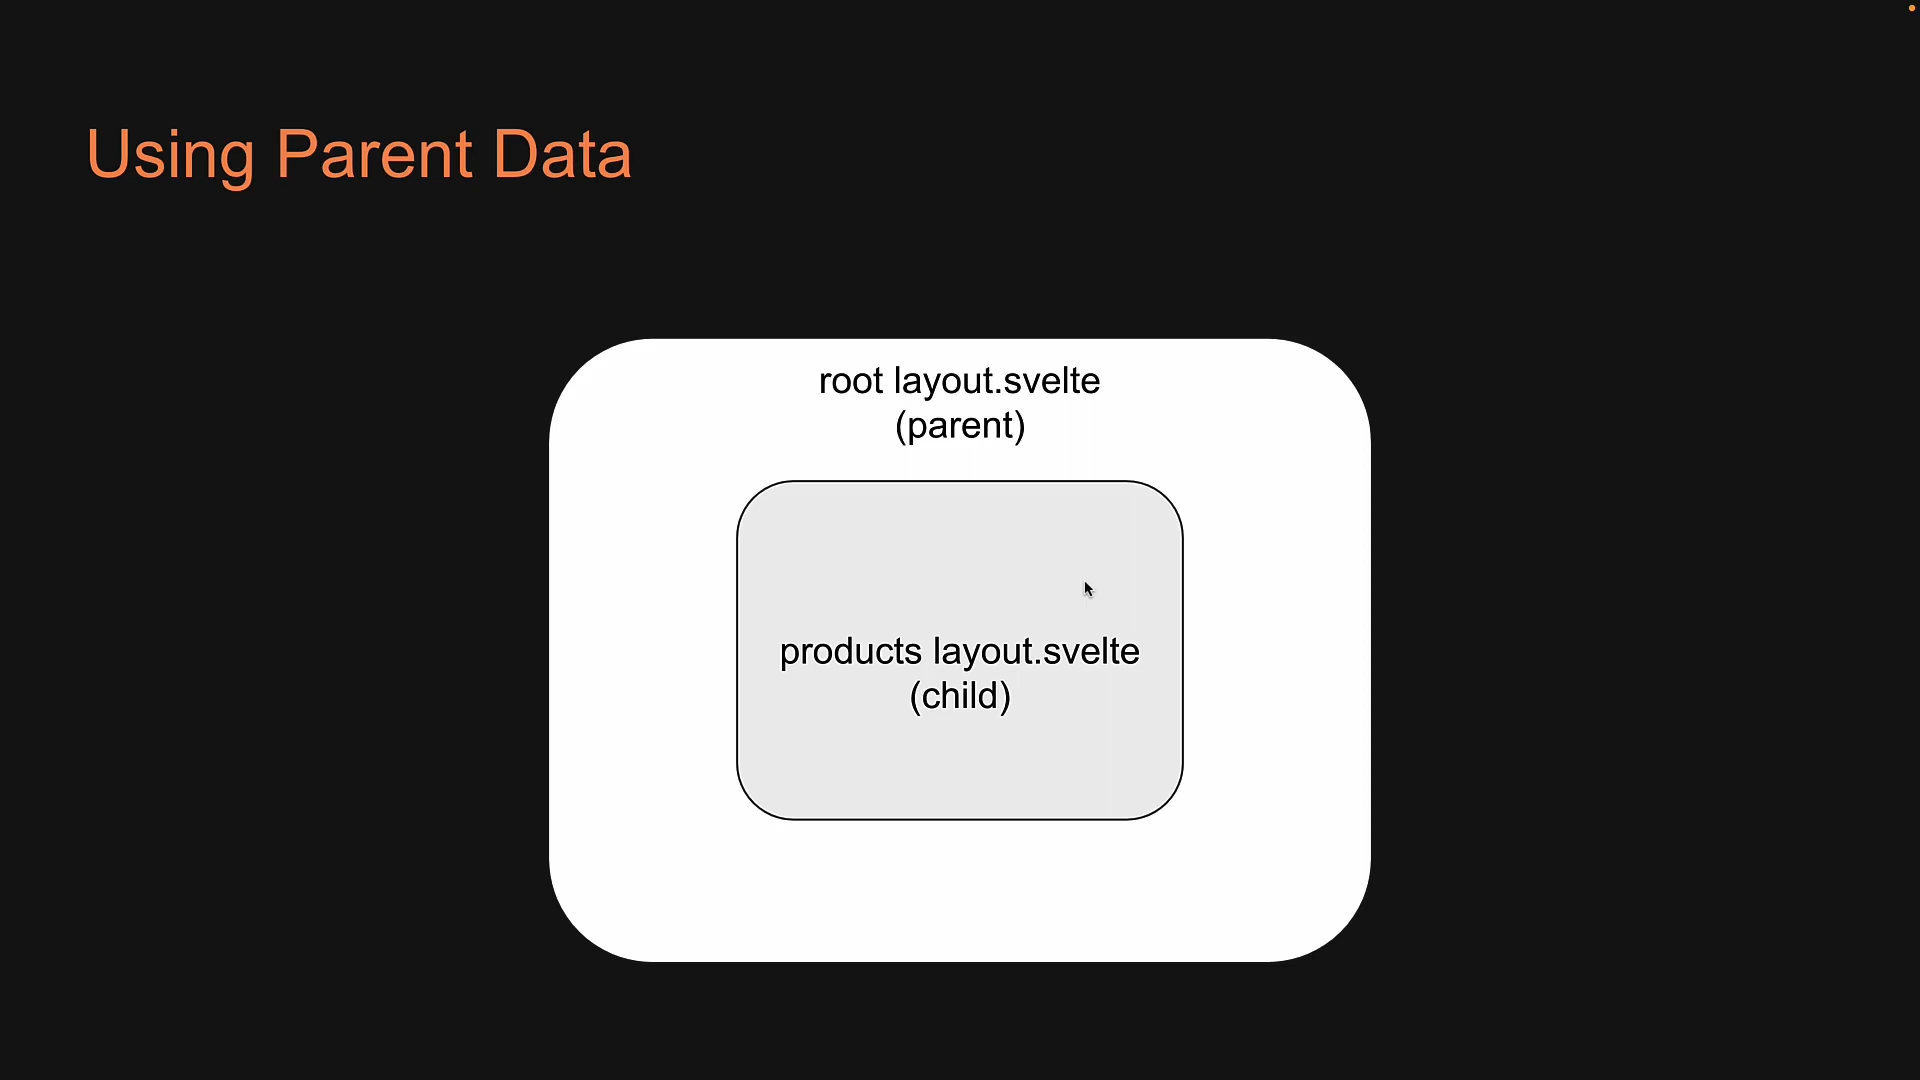 Using Parent Data
root layout.svelte
(parent)
products layout.svelte
(child)